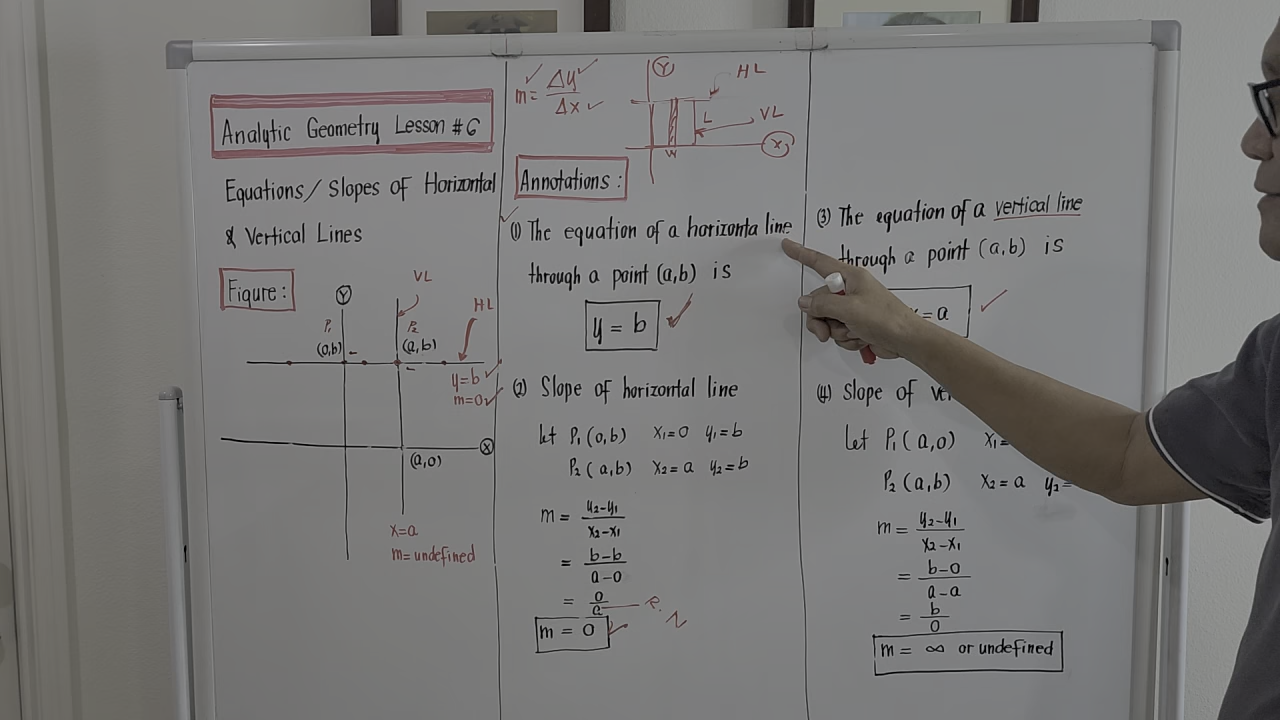 Analytic Geometry Lesson #6
Equations/Slopes of Horizontal
& Vertical Lines
Figure:
Y
VL
HL
P₁
(0,b)
P₂
(a,b)
y=b
m=0
X
(a,0)
x=a
m=undefined
m= Δy/Δx
Y
HL
L
VL
X
W
Annotations:
(1) The equation of a horizonta line
through a point (a,b) is
y = b
(2) Slope of horizontal line
let P₁(0,b) X₁=0 y₁=b
P₂(a,b) X₂=a y₂=b
m = y₂-y₁/x₂-x₁
= b-b/a-0
= 0/a
m = 0
(3) The equation of a vertical line
through a point (a,b) is
=a
(4) Slope of
let P₁(a,0) X₁=
P₂(a,b) X₂=a y₂=
m = y₂-y₁/x₂-x₁
= b-0/a-a
= b/0
m = ∞ or undefined